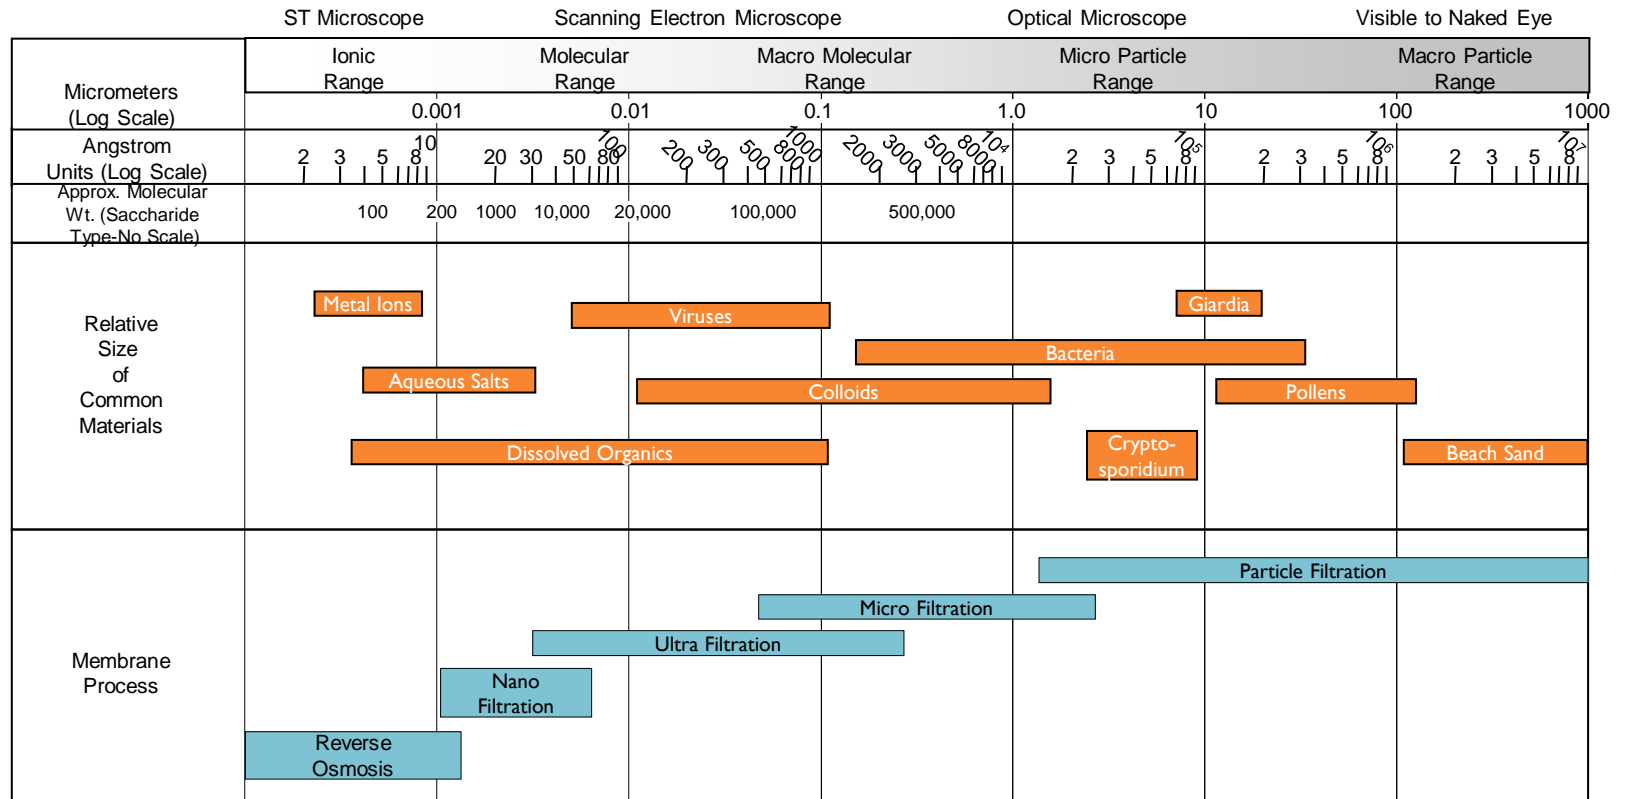 ST Microscope Scanning Electron Microscope Optical Microscope Visible to Naked Eye
Ionic Range Molecular Range Macro Molecular Range Micro Particle Range Macro Particle Range
Micrometers
(Log Scale)
0.001 0.01 0.1 1.0 10 100 1000
Angstrom
Units (Log Scale)
2 3 5 8 10 20 30 50 80 100 200 300 500 800 1000 2000 3000 5000 8000 10⁴ 2 3 5 8 10⁵ 2 3 5 8 10⁶ 2 3 5 8 10⁷
Approx. Molecular
Wt. (Saccharide
Type-No Scale)
100 200 1000 10,000 20,000 100,000 500,000
Relative
Size
of
Common
Materials
Metal Ions
Viruses
Giardia
Bacteria
Aqueous Salts
Colloids
Pollens
Dissolved Organics
Crypto-
sporidium
Beach Sand
Membrane
Process
Particle Filtration
Micro Filtration
Ultra Filtration
Nano
Filtration
Reverse
Osmosis